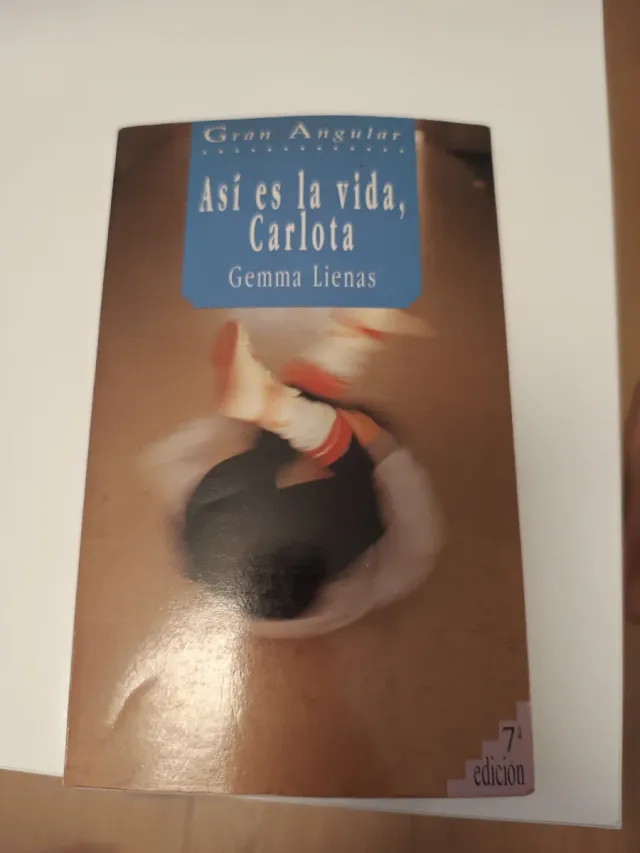 Gran Angular
Así es la vida,
Carlota
Gemma Lienas
7ª
edición